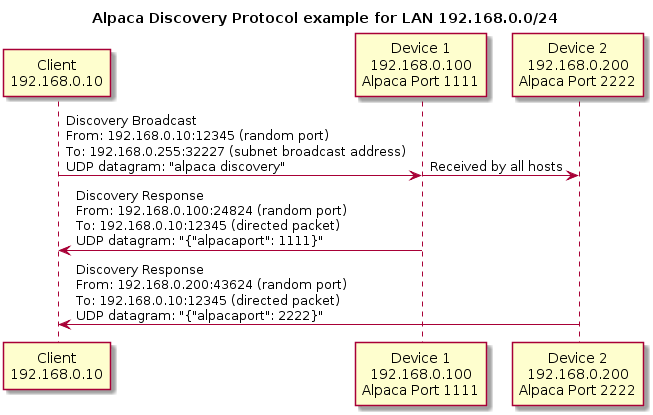 Alpaca Discovery Protocol example for LAN 192.168.0.0/24
Client
192.168.0.10
Device 1
192.168.0.100
Alpaca Port 1111
Device 2
192.168.0.200
Alpaca Port 2222
Discovery Broadcast
From: 192.168.0.10:12345 (random port)
To: 192.168.0.255:32227 (subnet broadcast address)
UDP datagram: "alpaca discovery"
Received by all hosts
Discovery Response
From: 192.168.0.100:24824 (random port)
To: 192.168.0.10:12345 (directed packet)
UDP datagram: "{"alpacaport": 1111}"
Discovery Response
From: 192.168.0.200:43624 (random port)
To: 192.168.0.10:12345 (directed packet)
UDP datagram: "{"alpacaport": 2222}"
Client
192.168.0.10
Device 1
192.168.0.100
Alpaca Port 1111
Device 2
192.168.0.200
Alpaca Port 2222